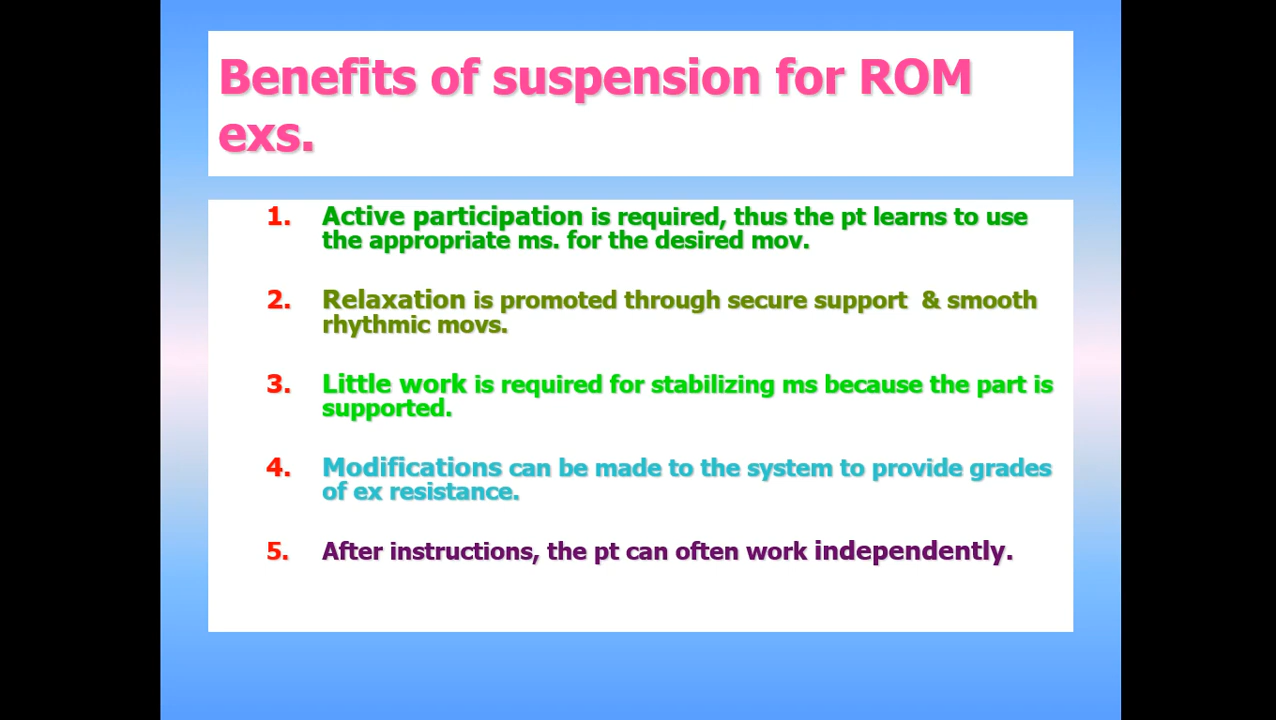 Benefits of suspension for ROM
exs.
1. Active participation is required, thus the pt learns to use
the appropriate ms. for the desired mov.
2. Relaxation is promoted through secure support & smooth
rhythmic movs.
3. Little work is required for stabilizing ms because the part is
supported.
4. Modifications can be made to the system to provide grades
of ex resistance.
5. After instructions, the pt can often work independently.